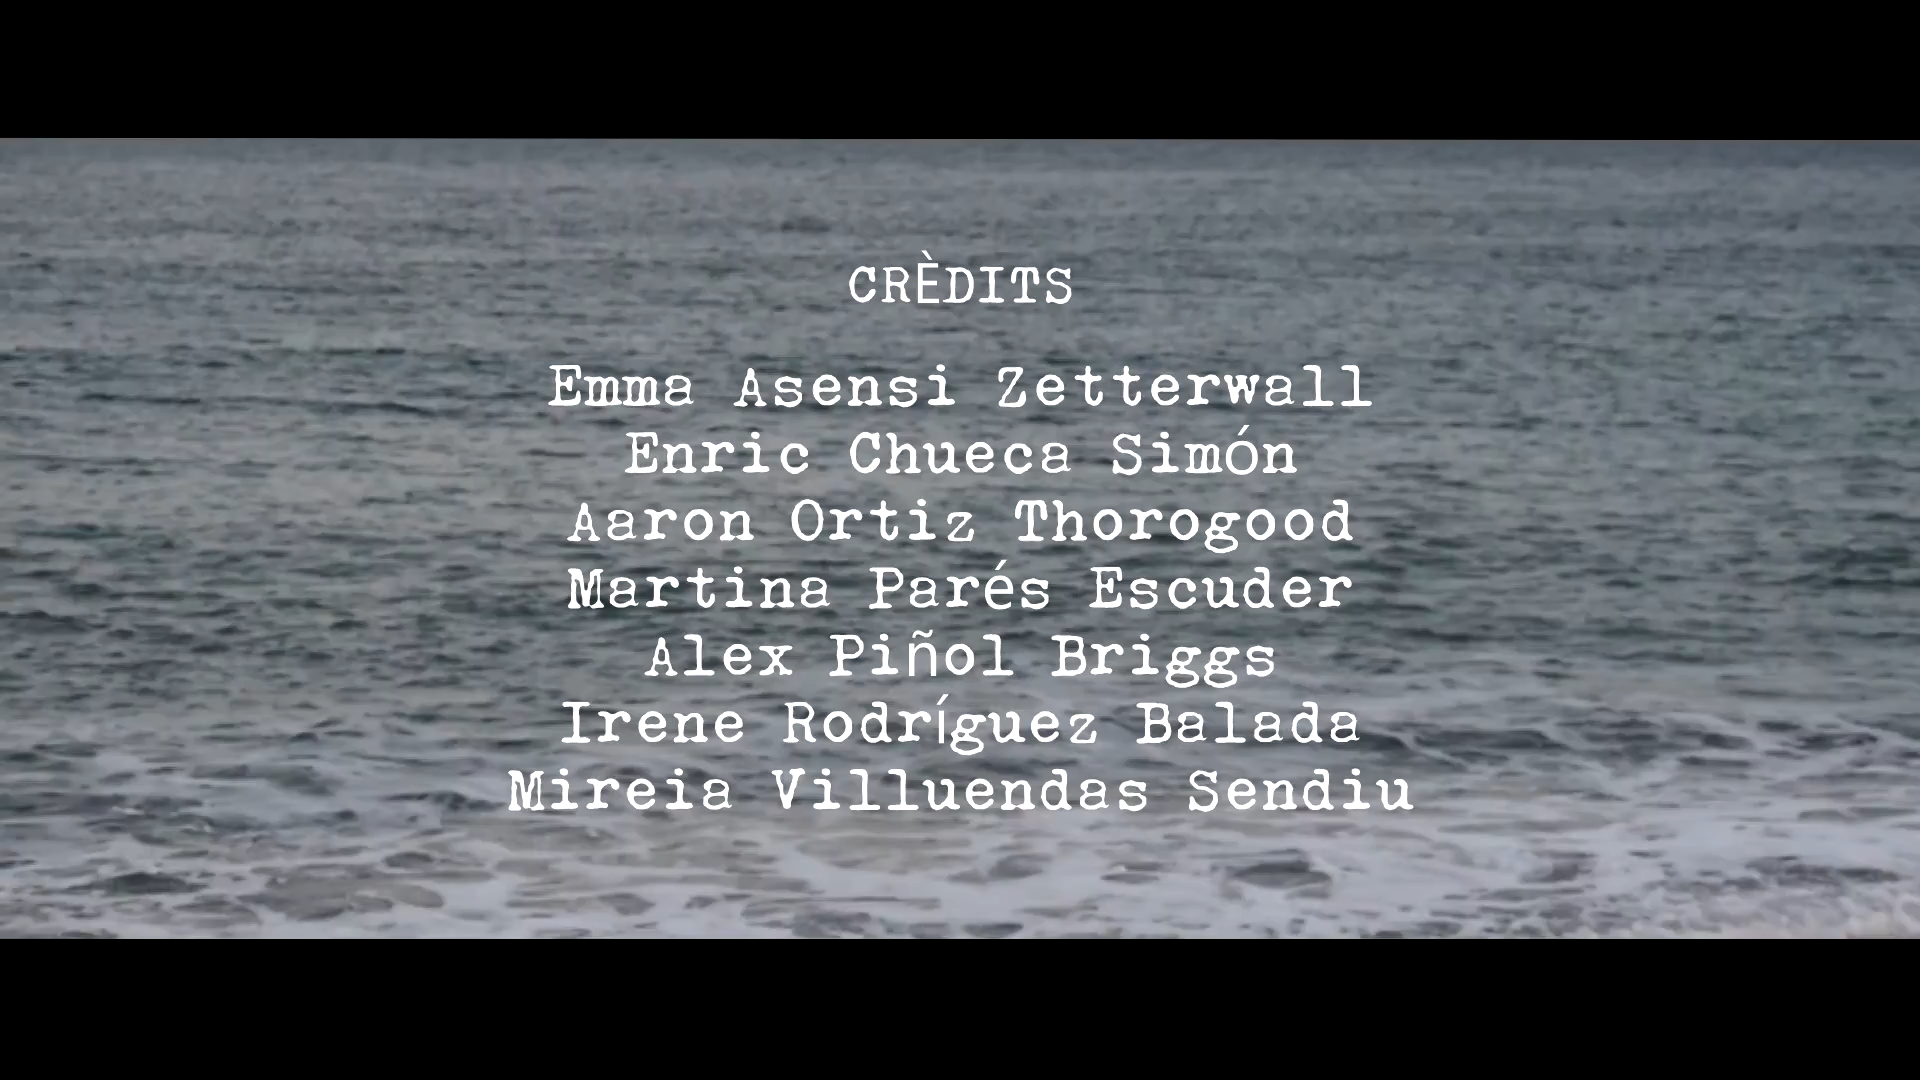 CRÈDITS
Emma Asensi Zetterwall
Enric Chueca Simón
Aaron Ortiz Thorogood
Martina Parés Escuder
Alex Piñol Briggs
Irene Rodríguez Balada
Mireia Villuendas Sendiu